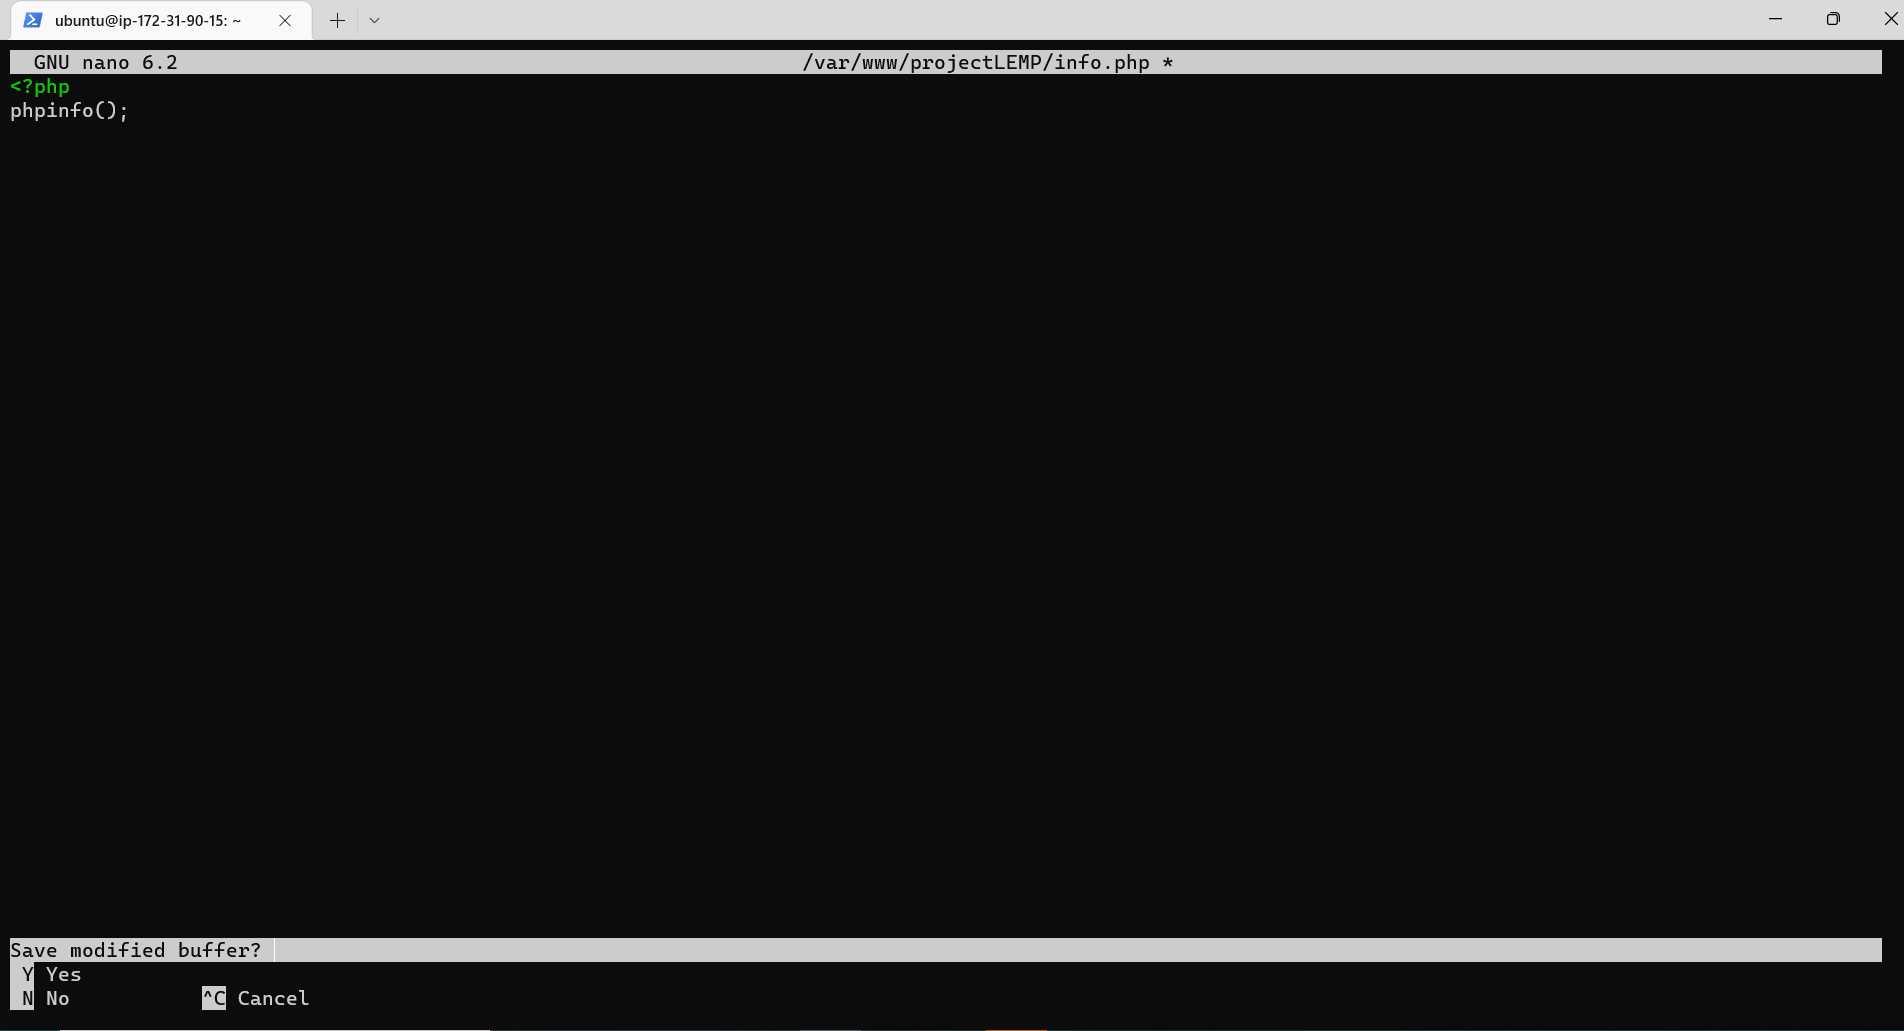 ubuntu@ip-172-31-90-15: ~
GNU nano 6.2 /var/www/projectLEMP/info.php *
<?php
phpinfo();
Save modified buffer?
Y Yes
N No ^C Cancel